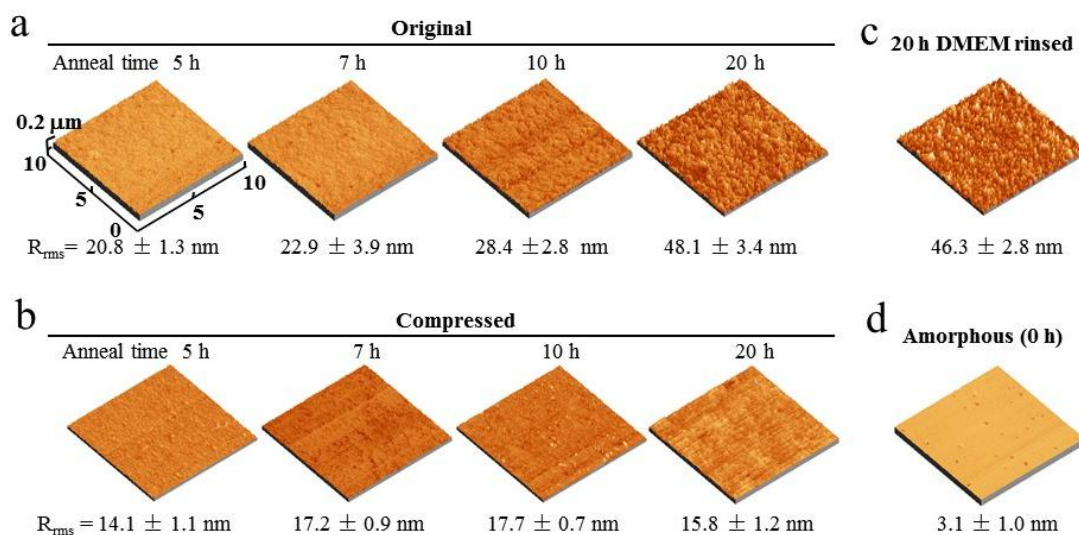 a
Original
c
Anneal time 5 h 7 h 10 h 20 h
20 h DMEM rinsed
0.2 μm
10
5
0
5
10
Rrms= 20.8 ± 1.3 nm 22.9 ± 3.9 nm 28.4 ±2.8 nm 48.1 ± 3.4 nm 46.3 ± 2.8 nm
b
Compressed
d
Anneal time 5 h 7 h 10 h 20 h
Amorphous (0 h)
Rrms = 14.1 ± 1.1 nm 17.2 ± 0.9 nm 17.7 ± 0.7 nm 15.8 ± 1.2 nm 3.1 ± 1.0 nm